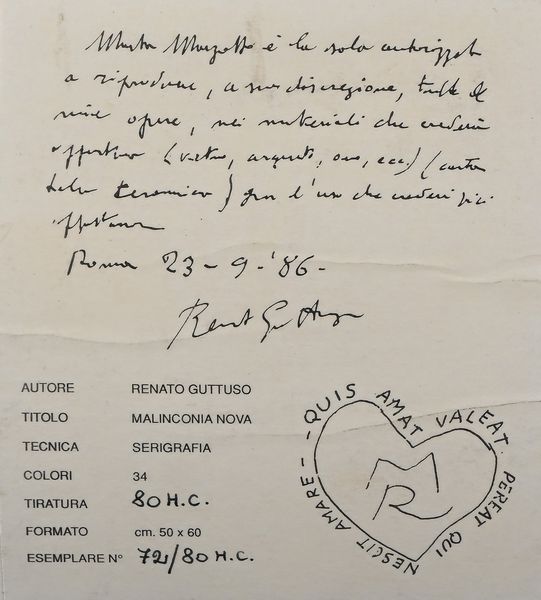 Marta Marzotto è la sola autorizzata
a riprodurre, a sua discrezione, tutte le
mie opere, nei materiali che crederà
opportuno (vetro, argento, oro, ecc.) (carta
tela ceramica) per l'uso che crederà più
opportuno
Roma 23-9-'86-
Renato Guttuso
AUTORE RENATO GUTTUSO
TITOLO MALINCONIA NOVA
TECNICA SERIGRAFIA
COLORI 34
TIRATURA 80 H.C.
FORMATO cm. 50 x 60
ESEMPLARE N° 72/80 H.C.
QUIS AMAT VALEAT. PEREAT QUI NESCIT AMARE---
MR